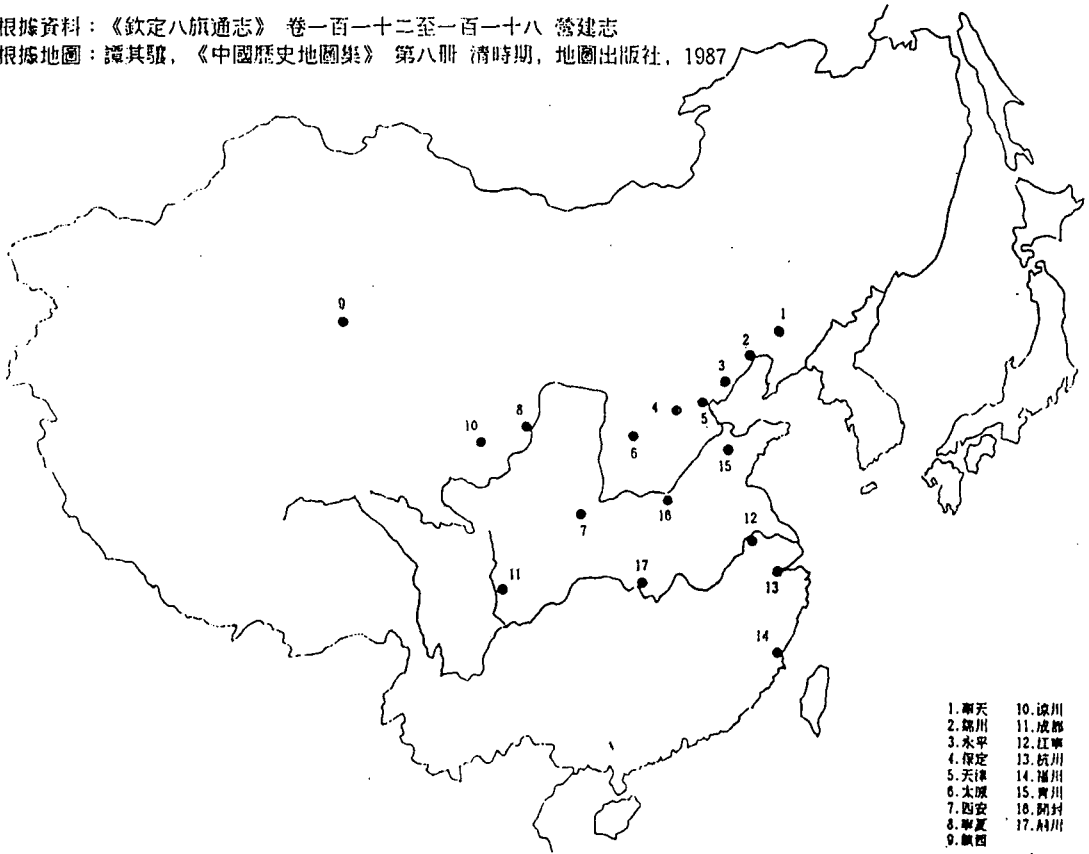 根據資料：《欽定八旗通志》 卷一百一十二至一百一十八 營建志
根據地圖：譚其驤，《中國歷史地圖集》 第八冊 清時期，地圖出版社，1987
9
1
2
3
4
5
8
10
6
15
16
7
12
17
11
13
14
1.奉天
2.錦州
3.永平
4.保定
5.天津
6.太原
7.西安
8.寧夏
9.鎮西
10.涼州
11.成都
12.江寧
13.杭州
14.福州
15.青州
16.開封
17.荊州